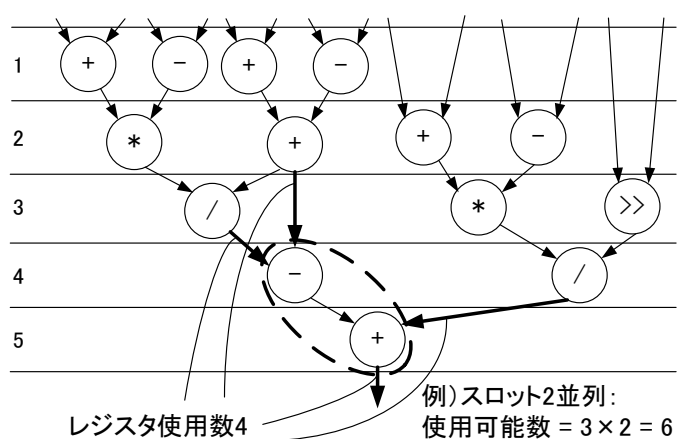 1
+ - + -
2
* + + -
3
/ * >>
4
- /
5
+
レジスタ使用数4
例)スロット2並列:
使用可能数 = 3×2 = 6